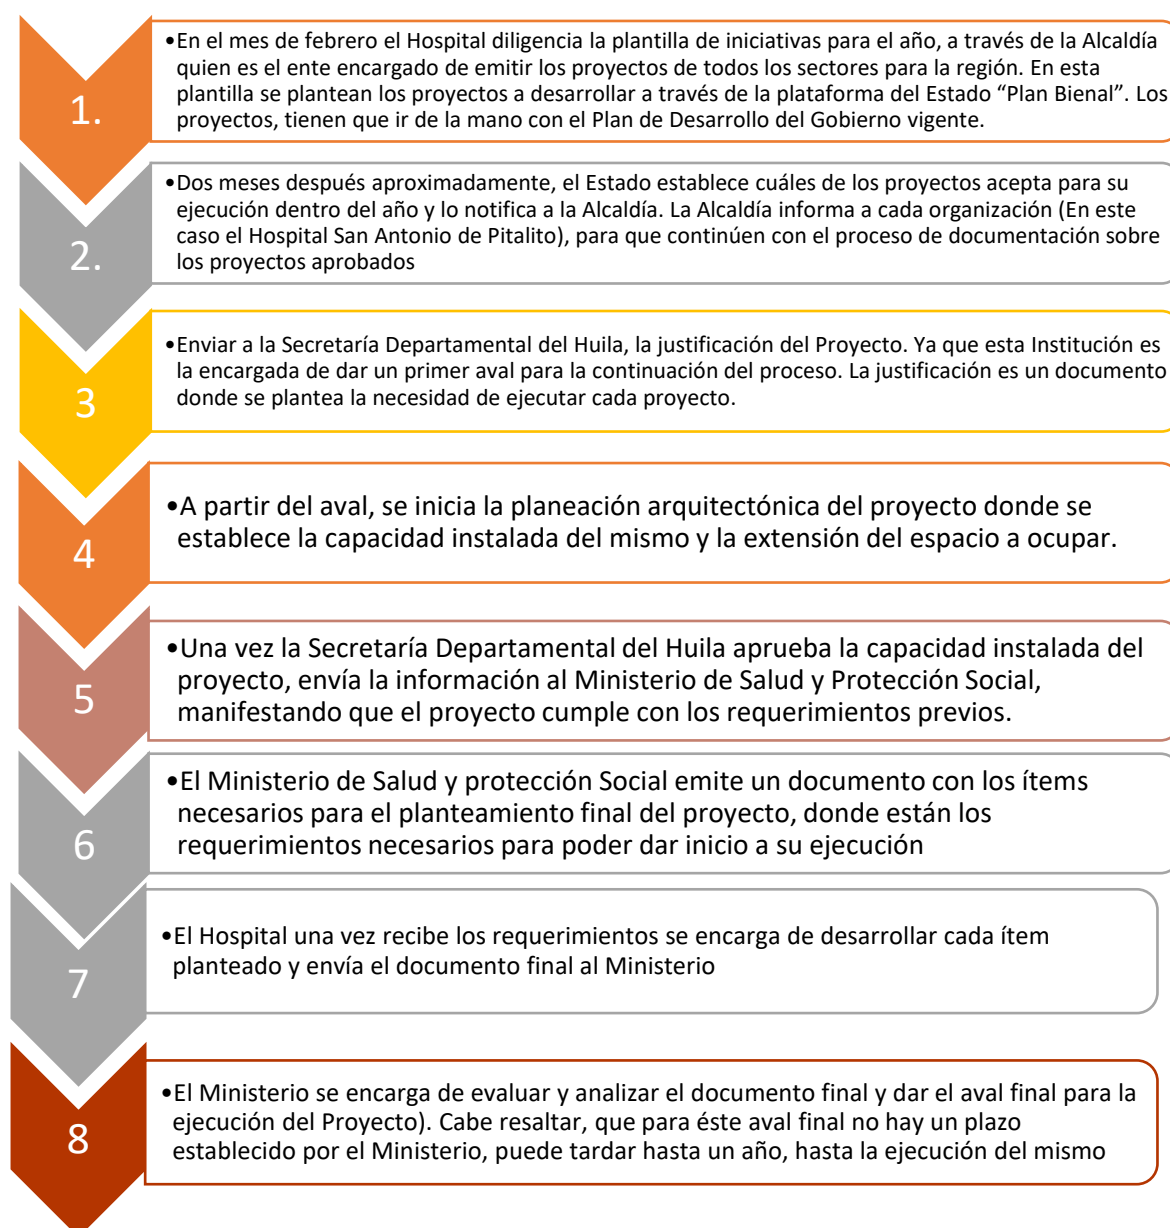 1.
•En el mes de febrero el Hospital diligencia la plantilla de iniciativas para el año, a través de la Alcaldía
quien es el ente encargado de emitir los proyectos de todos los sectores para la región. En esta
plantilla se plantean los proyectos a desarrollar a través de la plataforma del Estado “Plan Bienal”. Los
proyectos, tienen que ir de la mano con el Plan de Desarrollo del Gobierno vigente.
2.
•Dos meses después aproximadamente, el Estado establece cuáles de los proyectos acepta para su
ejecución dentro del año y lo notifica a la Alcaldía. La Alcaldía informa a cada organización (En este
caso el Hospital San Antonio de Pitalito), para que continúen con el proceso de documentación sobre
los proyectos aprobados
3
•Enviar a la Secretaría Departamental del Huila, la justificación del Proyecto. Ya que esta Institución es
la encargada de dar un primer aval para la continuación del proceso. La justificación es un documento
donde se plantea la necesidad de ejecutar cada proyecto.
4
•A partir del aval, se inicia la planeación arquitectónica del proyecto donde se
establece la capacidad instalada del mismo y la extensión del espacio a ocupar.
5
•Una vez la Secretaría Departamental del Huila aprueba la capacidad instalada del
proyecto, envía la información al Ministerio de Salud y Protección Social,
manifestando que el proyecto cumple con los requerimientos previos.
6
•El Ministerio de Salud y protección Social emite un documento con los ítems
necesarios para el planteamiento final del proyecto, donde están los
requerimientos necesarios para poder dar inicio a su ejecución
7
•El Hospital una vez recibe los requerimientos se encarga de desarrollar cada ítem
planteado y envía el documento final al Ministerio
8
•El Ministerio se encarga de evaluar y analizar el documento final y dar el aval final para la
ejecución del Proyecto). Cabe resaltar, que para éste aval final no hay un plazo
establecido por el Ministerio, puede tardar hasta un año, hasta la ejecución del mismo